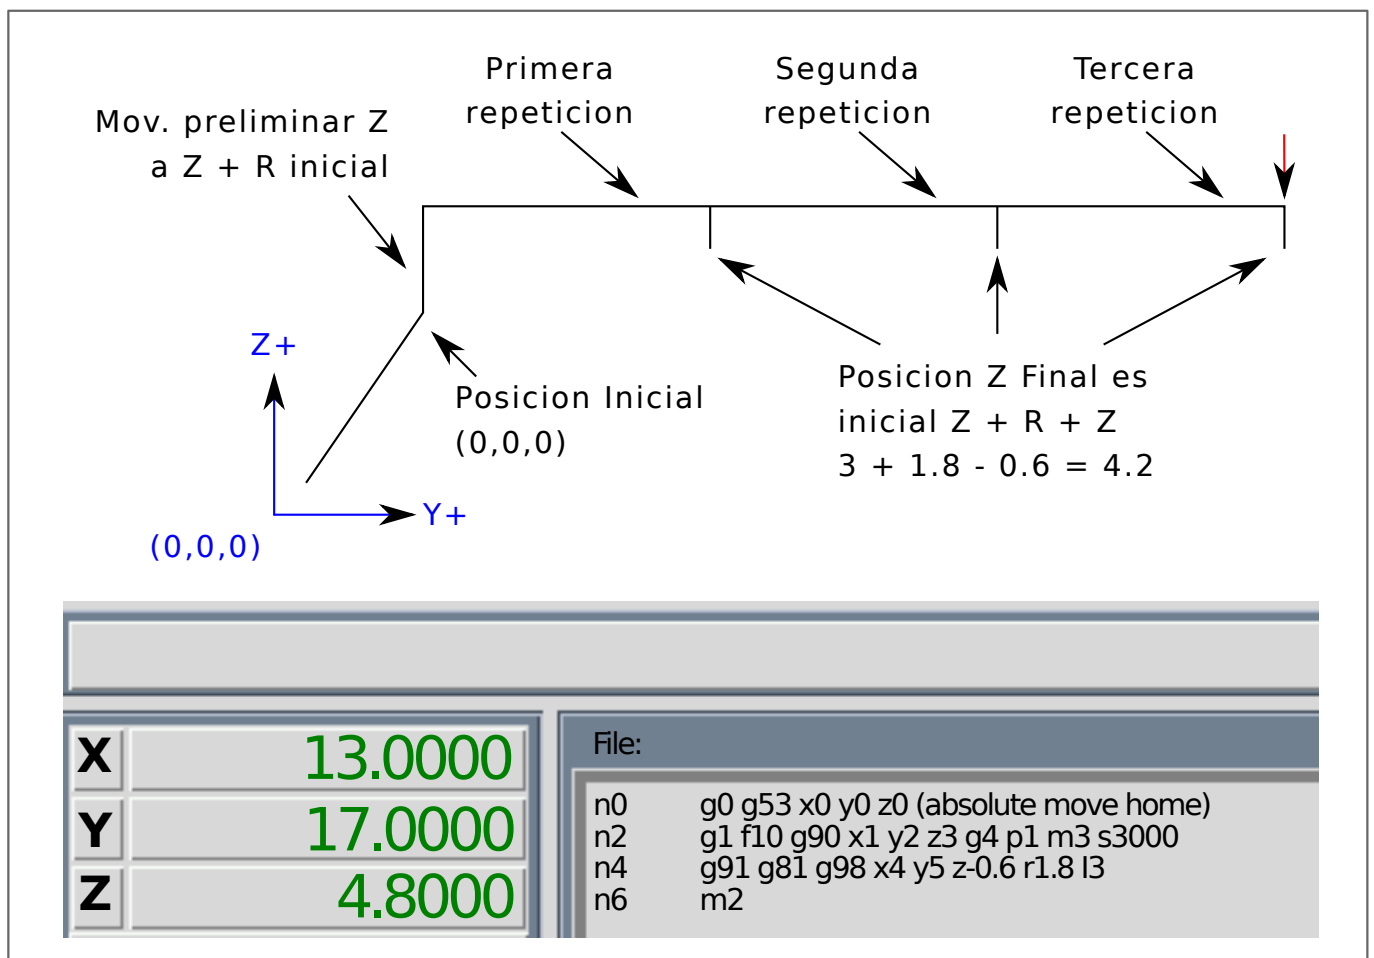 Primera
repeticion
Segunda
repeticion
Tercera
repeticion
Mov. preliminar Z
a Z + R inicial
Z+
Posicion Inicial
(0,0,0)
Posicion Z Final es
inicial Z + R + Z
3 + 1.8 - 0.6 = 4.2
Y+
(0,0,0)
X 13.0000
Y 17.0000
Z 4.8000
File:
n0 g0 g53 x0 y0 z0 (absolute move home)
n2 g1 f10 g90 x1 y2 z3 g4 p1 m3 s3000
n4 g91 g81 g98 x4 y5 z-0.6 r1.8 l3
n6 m2